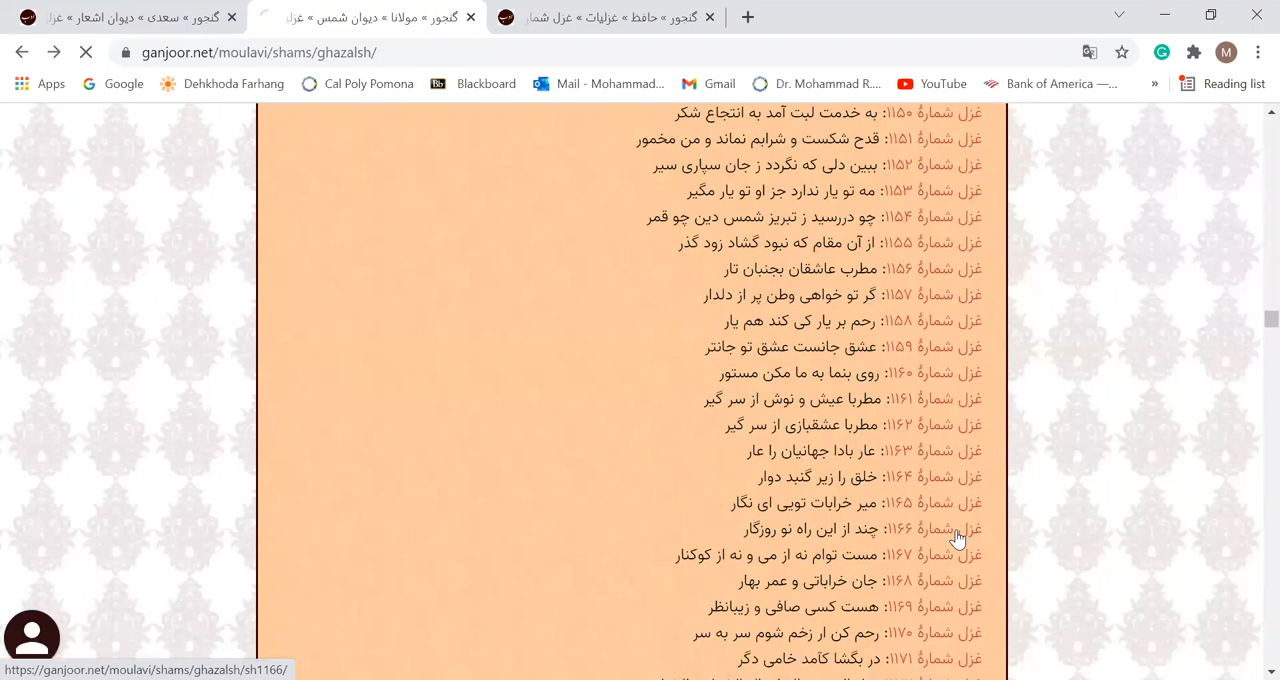 گنجور » سعدی » دیوان اشعار » غزل
گنجور » مولانا » دیوان شمس » غزلی
گنجور » حافظ » غزلیات » غزل شمار
ganjoor.net/moulavi/shams/ghazalsh/
M
Apps Google Dehkhoda Farhang Cal Poly Pomona Bb Blackboard Mail - Mohammad... Gmail Dr. Mohammad R.... YouTube Bank of America —... » Reading list
غزل شمارهٔ ۱۱۵۰: به خدمت لبت آمد به انتجاع شکر
غزل شمارهٔ ۱۱۵۱: قدح شکست و شرابم نماند و من مخمور
غزل شمارهٔ ۱۱۵۲: ببین دلی که نگردد ز جان سپاری سیر
غزل شمارهٔ ۱۱۵۳: مه تو یار ندارد جز او تو یار مگیر
غزل شمارهٔ ۱۱۵۴: چو دررسید ز تبریز شمس دین چو قمر
غزل شمارهٔ ۱۱۵۵: از آن مقام که نبود گشاد زود گذر
غزل شمارهٔ ۱۱۵۶: مطرب عاشقان بجنبان تار
غزل شمارهٔ ۱۱۵۷: گر تو خواهی وطن پر از دلدار
غزل شمارهٔ ۱۱۵۸: رحم بر یار کی کند هم یار
غزل شمارهٔ ۱۱۵۹: عشق جانست عشق تو جانتر
غزل شمارهٔ ۱۱۶۰: روی بنما به ما مکن مستور
غزل شمارهٔ ۱۱۶۱: مطربا عیش و نوش از سر گیر
غزل شمارهٔ ۱۱۶۲: مطربا عشقبازی از سر گیر
غزل شمارهٔ ۱۱۶۳: عار بادا جهانیان را عار
غزل شمارهٔ ۱۱۶۴: خلق را زیر گنبد دوار
غزل شمارهٔ ۱۱۶۵: میر خرابات تویی ای نگار
غزل شمارهٔ ۱۱۶۶: چند از این راه نو روزگار
غزل شمارهٔ ۱۱۶۷: مست توام نه از می و نه از کوکنار
غزل شمارهٔ ۱۱۶۸: جان خراباتی و عمر بهار
غزل شمارهٔ ۱۱۶۹: هست کسی صافی و زیبانظر
غزل شمارهٔ ۱۱۷۰: رحم کن ار زخم شوم سر به سر
غزل شمارهٔ ۱۱۷۱: در بگشا کآمد خامی دگر
https://ganjoor.net/moulavi/shams/ghazalsh/sh1166/